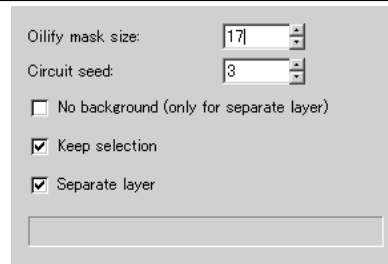 Oilify mask size: 17
Circuit seed: 3
No background (only for separate layer)
Keep selection
Separate layer